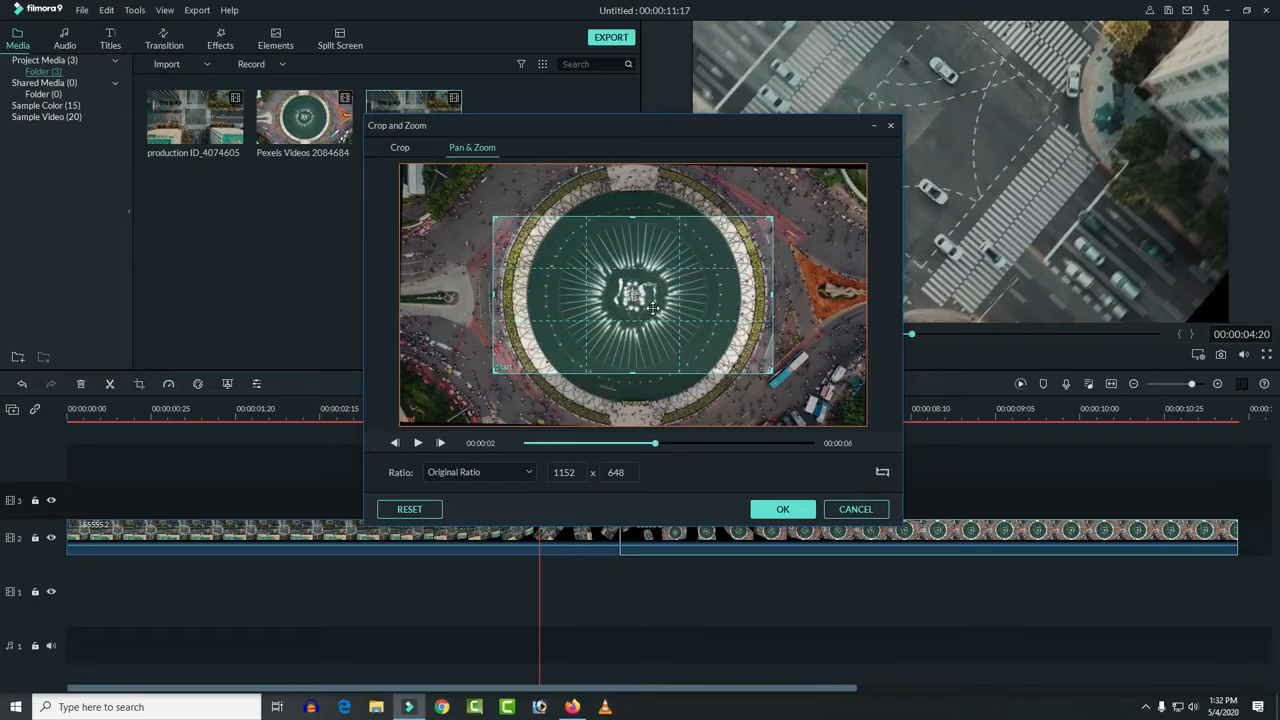 filmora9 File Edit Tools View Export Help Untitled : 00:00:11:17
Media Audio Titles Transition Effects Elements Split Screen EXPORT
Project Media (3)
Folder (3)
Shared Media (0)
Folder (0)
Sample Color (15)
Sample Video (20)
Import Record Search
production ID_4074605 Pexels Videos 2084684
Crop and Zoom
Crop Pan & Zoom
Start
00:00:02 00:00:06
Ratio: Original Ratio 1152 x 648
RESET OK CANCEL
00:00:04:20
00:00:00:00 00:00:00:25 00:00:01:20 00:00:02:15 00:00:08:10 00:00:09:05 00:00:10:00 00:00:10:25
3
2
1
1
Type here to search
1:32 PM
5/4/2020